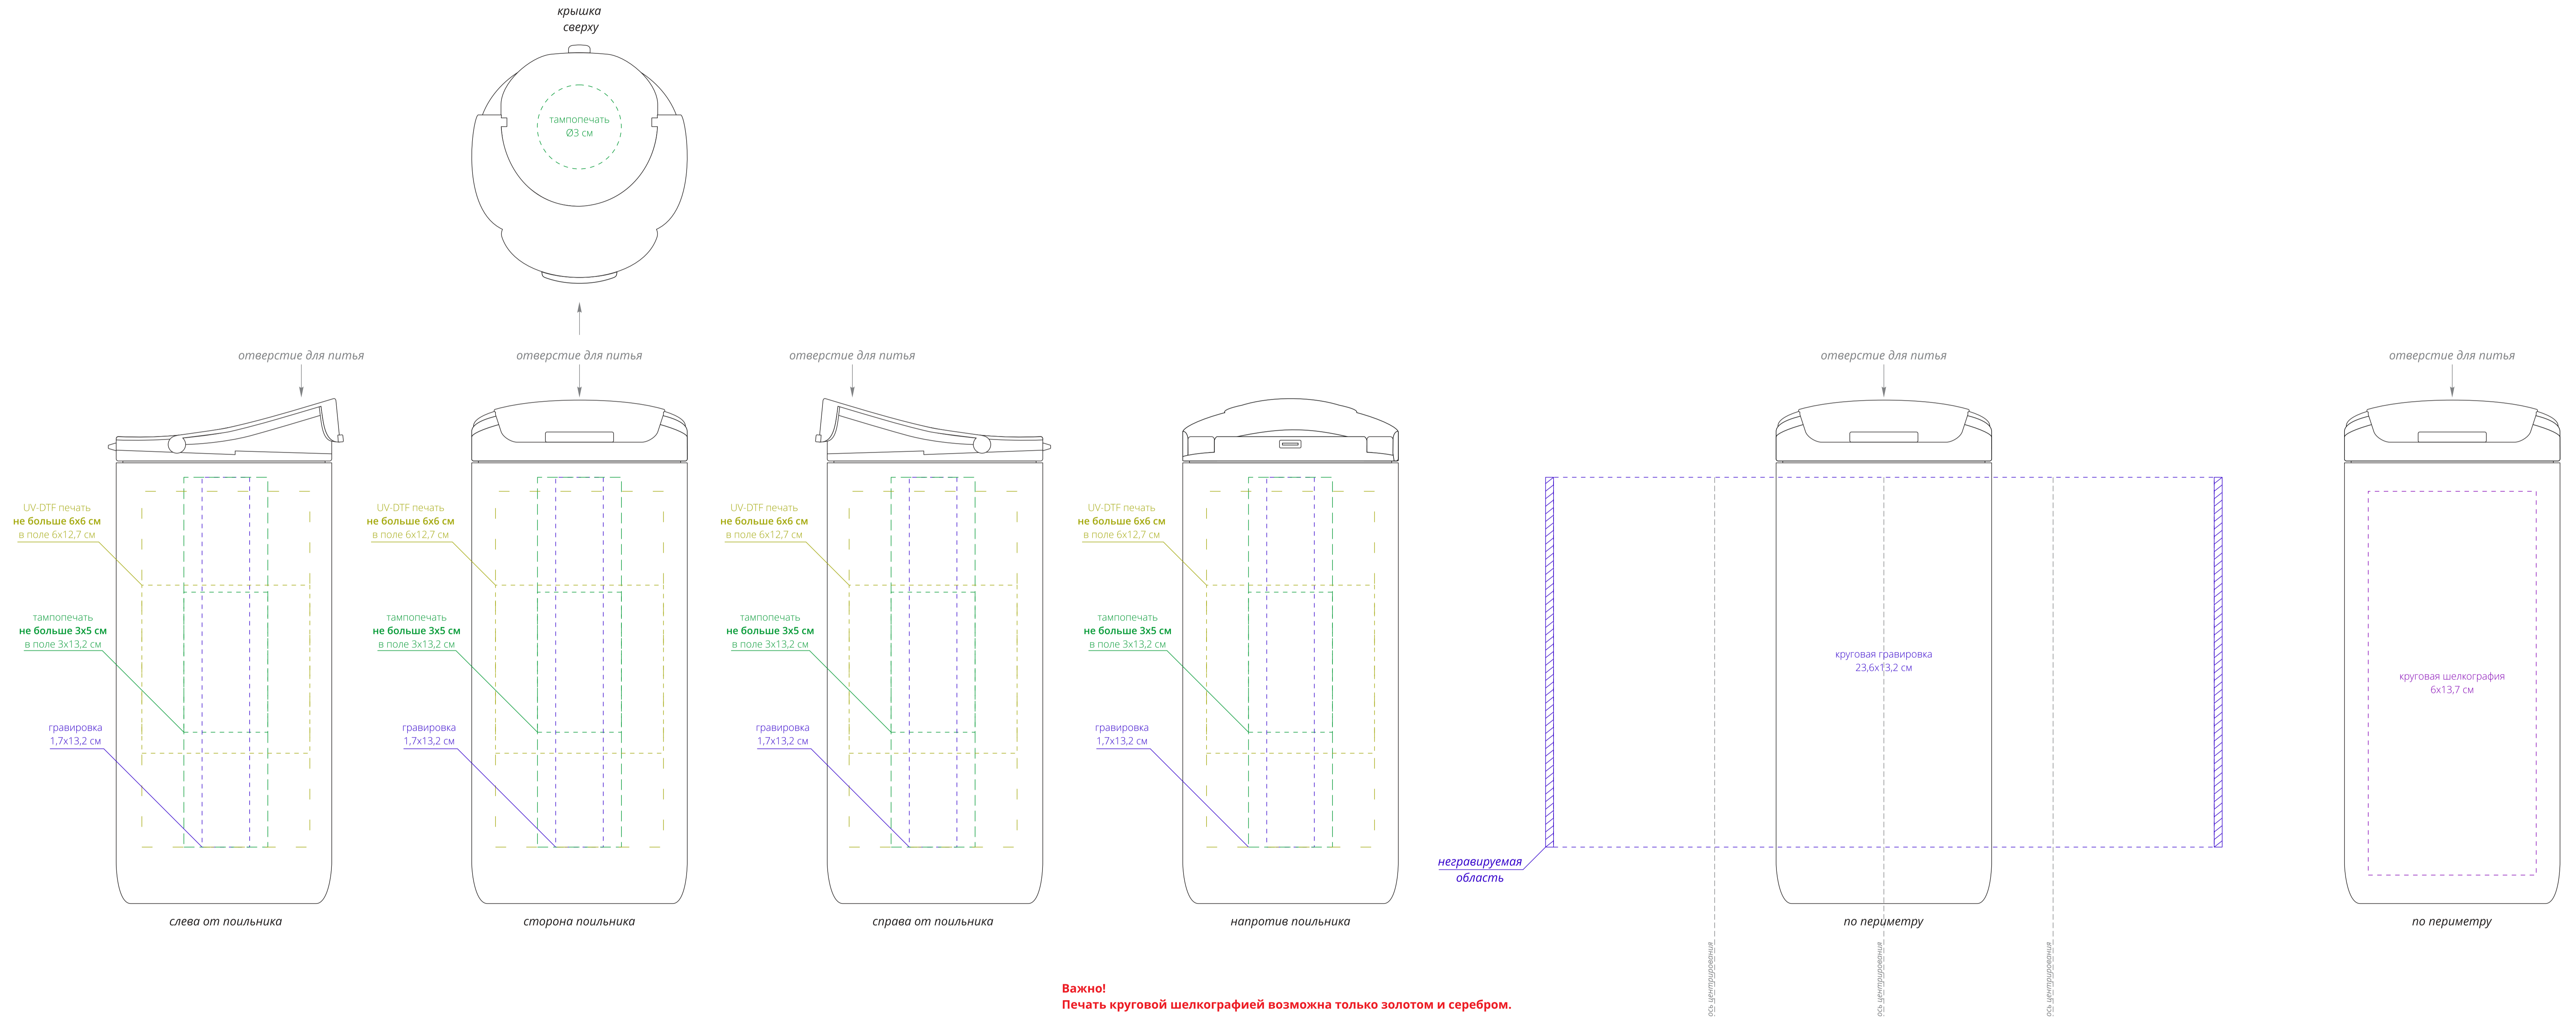 крышка
сверху
тампопечать
Ø3 см
отверстие для питья
отверстие для питья
отверстие для питья
отверстие для питья
отверстие для питья
UV-DTF печать
не больше 6х6 см
в поле 6х12,7 см
тампопечать
не больше 3х5 см
в поле 3х13,2 см
гравировка
1,7х13,2 см
слева от поильника
UV-DTF печать
не больше 6х6 см
в поле 6х12,7 см
тампопечать
не больше 3х5 см
в поле 3х13,2 см
гравировка
1,7х13,2 см
сторона поильника
UV-DTF печать
не больше 6х6 см
в поле 6х12,7 см
тампопечать
не больше 3х5 см
в поле 3х13,2 см
гравировка
1,7х13,2 см
справа от поильника
UV-DTF печать
не больше 6х6 см
в поле 6х12,7 см
тампопечать
не больше 3х5 см
в поле 3х13,2 см
гравировка
1,7х13,2 см
напротив поильника
круговая гравировка
23,6х13,2 см
негравируемая
область
по периметру
ось центрирования
ось центрирования
ось центрирования
круговая шелкография
6х13,7 см
по периметру
Важно!
Печать круговой шелкографией возможна только золотом и серебром.